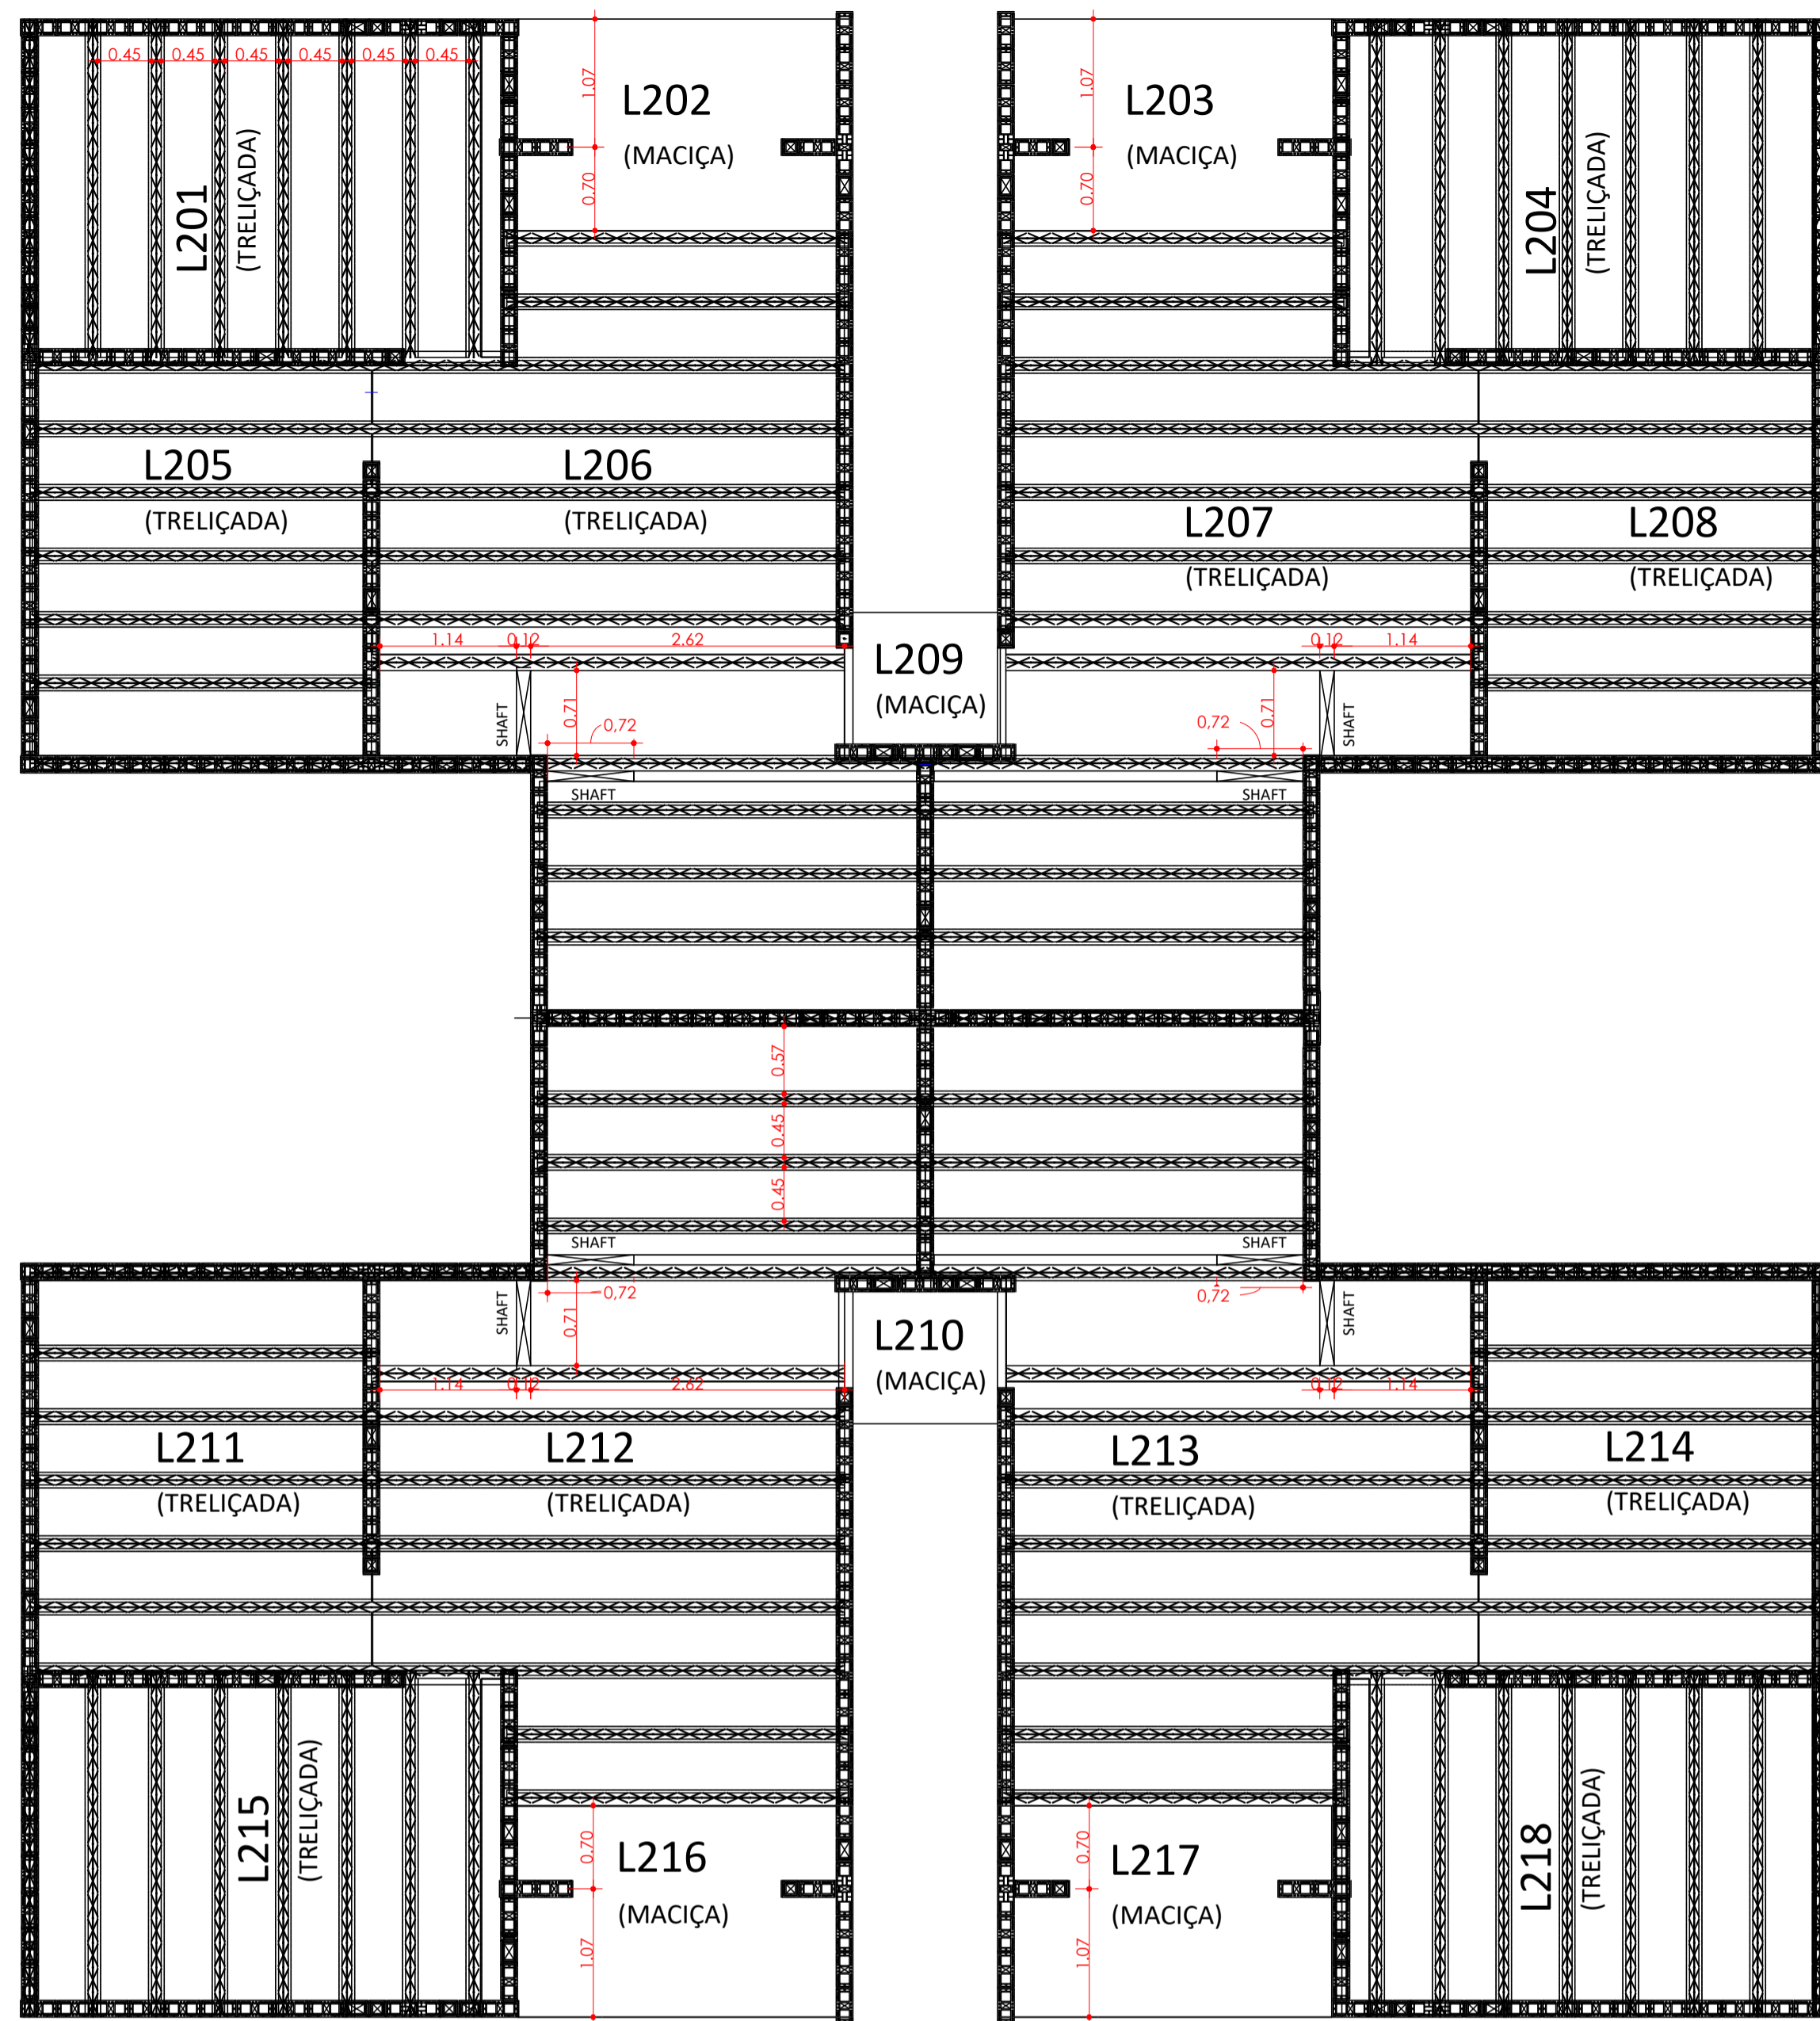 0.45 0.45 0.45 0.45 0.45 0.45
1.07
1.07
L202
(MACIÇA)
L203
(MACIÇA)
0.70
0.70
L201
(TRELIÇADA)
L204
(TRELIÇADA)
L205
(TRELIÇADA)
L206
(TRELIÇADA)
L207
(TRELIÇADA)
L208
(TRELIÇADA)
1.14 0.12 2.62
0.12 1.14
L209
(MACIÇA)
SHAFT
0.71
0,72
0,72
0.71
SHAFT
SHAFT
SHAFT
0.57
0.45
0.45
SHAFT
SHAFT
SHAFT
0.71
0,72
0,72
SHAFT
L210
(MACIÇA)
1.14 0.12 2.62
0.12 1.14
L211
(TRELIÇADA)
L212
(TRELIÇADA)
L213
(TRELIÇADA)
L214
(TRELIÇADA)
L215
(TRELIÇADA)
0.70
L216
(MACIÇA)
1.07
0.70
L217
(MACIÇA)
1.07
L218
(TRELIÇADA)